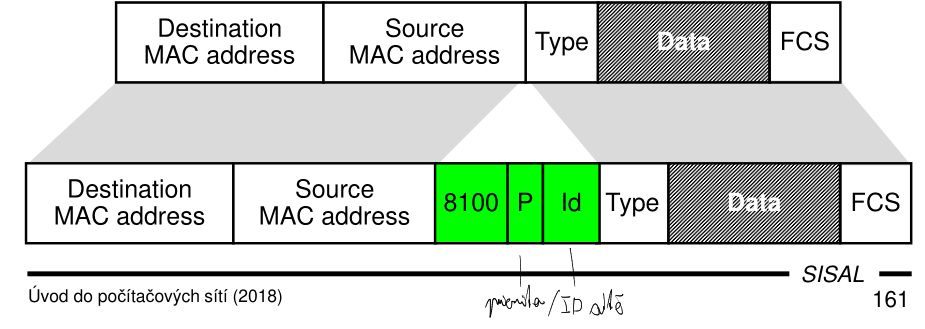 Destination MAC address
Source MAC address
Type
Data
FCS
Destination MAC address
Source MAC address
8100
P
Id
Type
Data
FCS
SISAL
Úvod do počítačových sítí (2018)
161
priorita / ID sítě